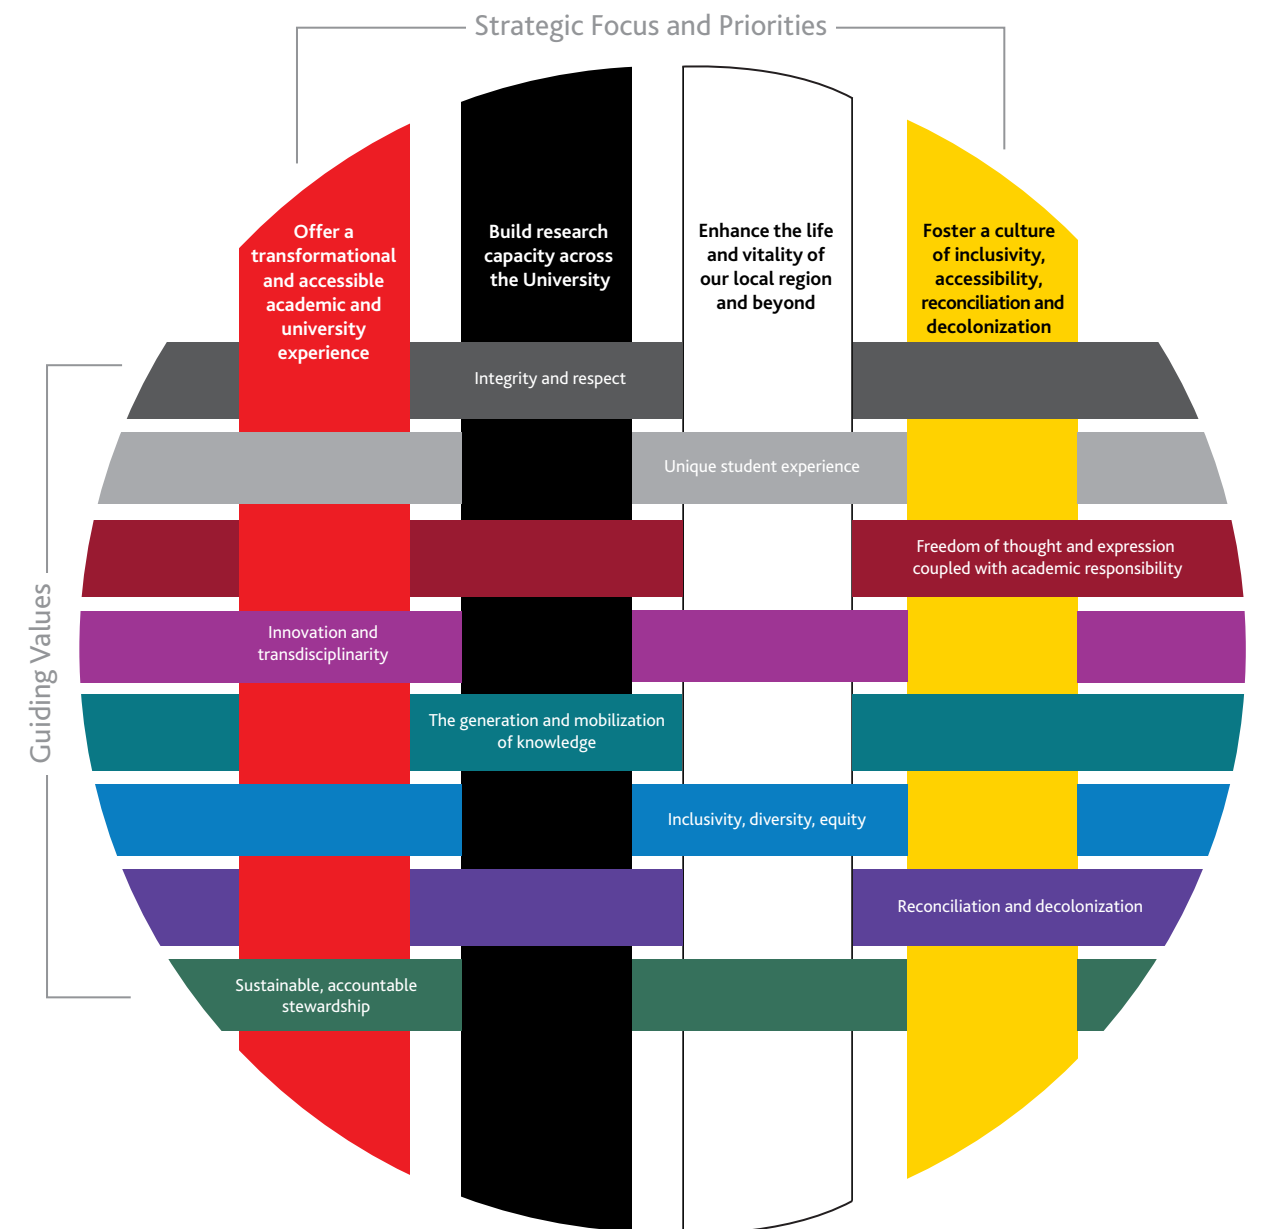 Strategic Focus and Priorities
Offer a
transformational
and accessible
academic and
university
experience
Build research
capacity across
the University
Enhance the life
and vitality of
our local region
and beyond
Foster a culture
of inclusivity,
accessibility,
reconciliation and
decolonization
Guiding Values
Integrity and respect
Unique student experience
Freedom of thought and expression
coupled with academic responsibility
Innovation and
transdisciplinarity
The generation and mobilization
of knowledge
Inclusivity, diversity, equity
Reconciliation and decolonization
Sustainable, accountable
stewardship